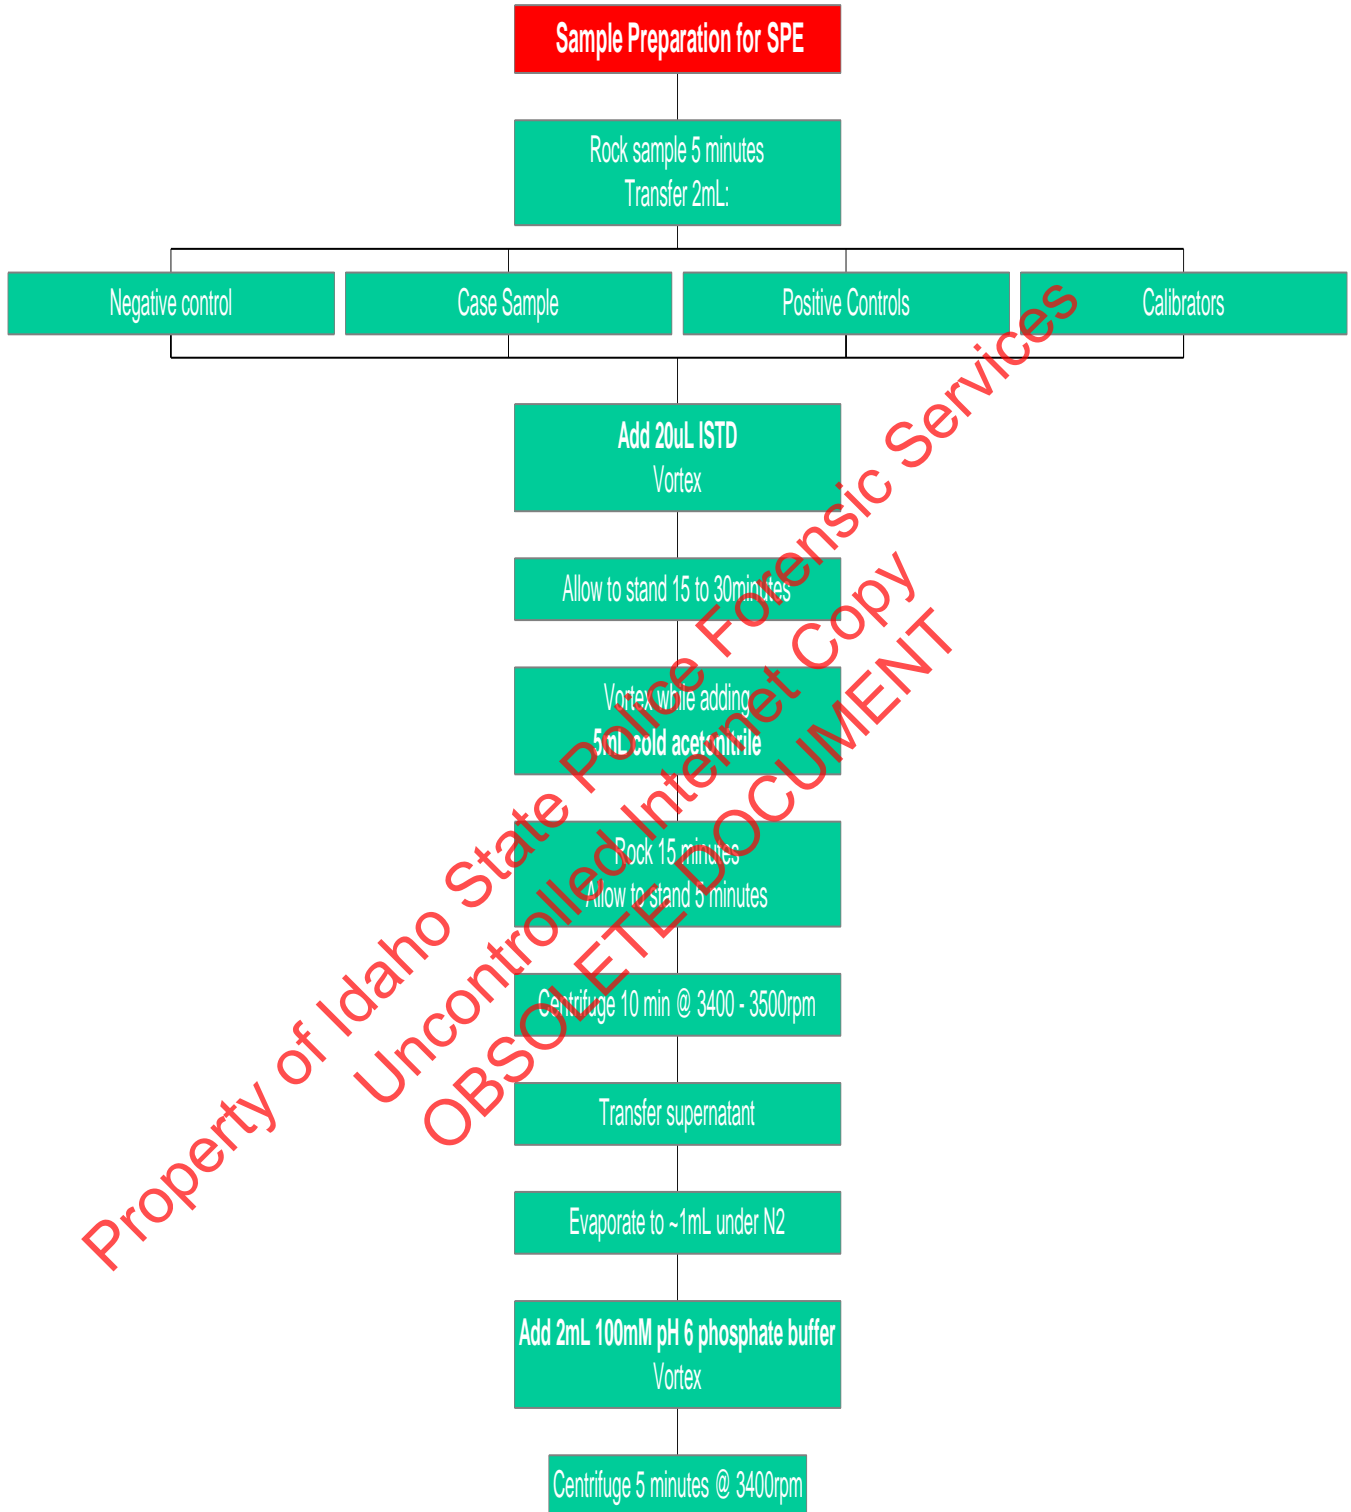 Sample Preparation for SPE
Rock sample 5 minutes
Transfer 2mL:
Negative control
Case Sample
Positive Controls
Calibrators
Add 20uL ISTD
Vortex
Allow to stand 15 to 30minutes
Vortex while adding
5mL cold acetonitrile
Rock 15 minutes
Allow to stand 5 minutes
Centrifuge 10 min @ 3400 - 3500rpm
Transfer supernatant
Evaporate to ~1mL under N2
Add 2mL 100mM pH 6 phosphate buffer
Vortex
Centrifuge 5 minutes @ 3400rpm
Property of Idaho State Police Forensic Services
Uncontrolled Internet Copy
OBSOLETE DOCUMENT